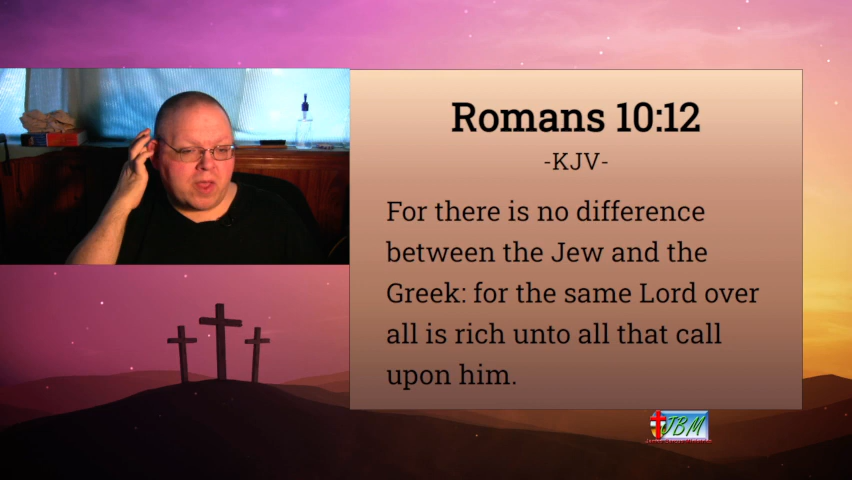 Romans 10:12
-KJV-
For there is no difference
between the Jew and the
Greek: for the same Lord over
all is rich unto all that call
upon him.
JBM